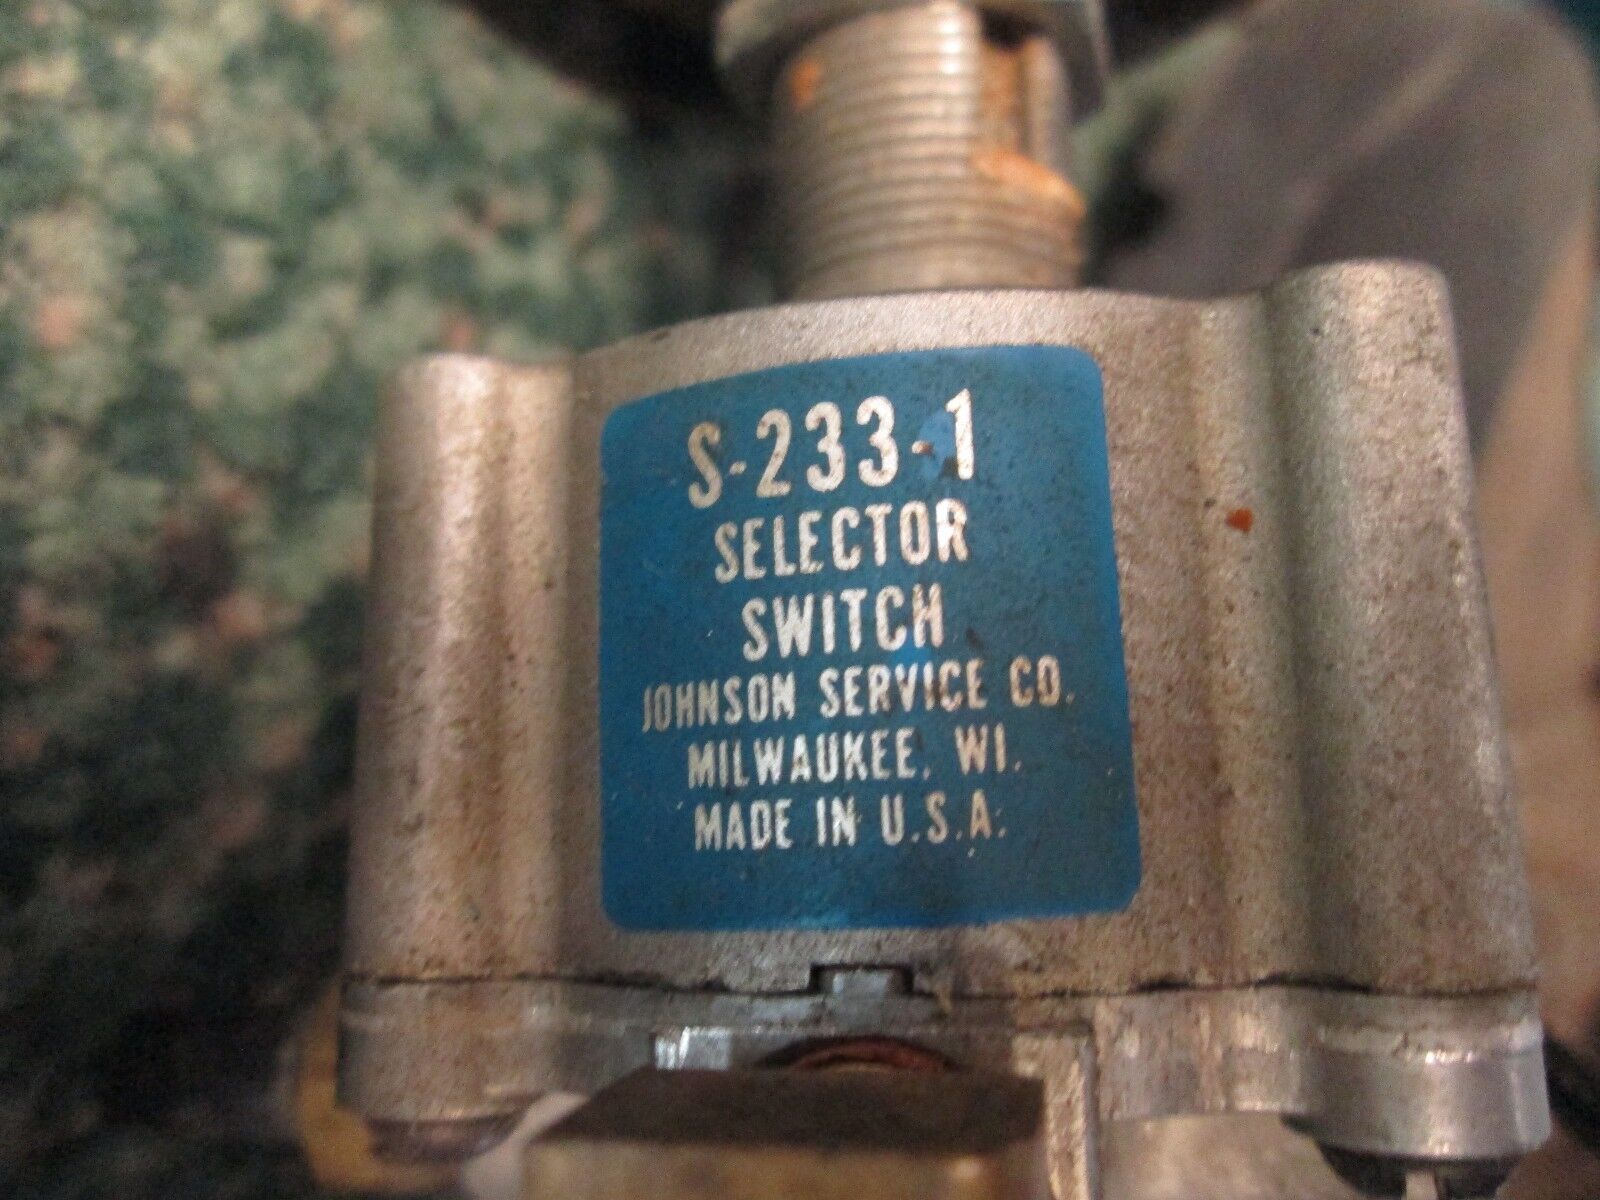 S-233-1
SELECTOR
SWITCH
JOHNSON SERVICE CO.
MILWAUKEE, WI.
MADE IN U.S.A.